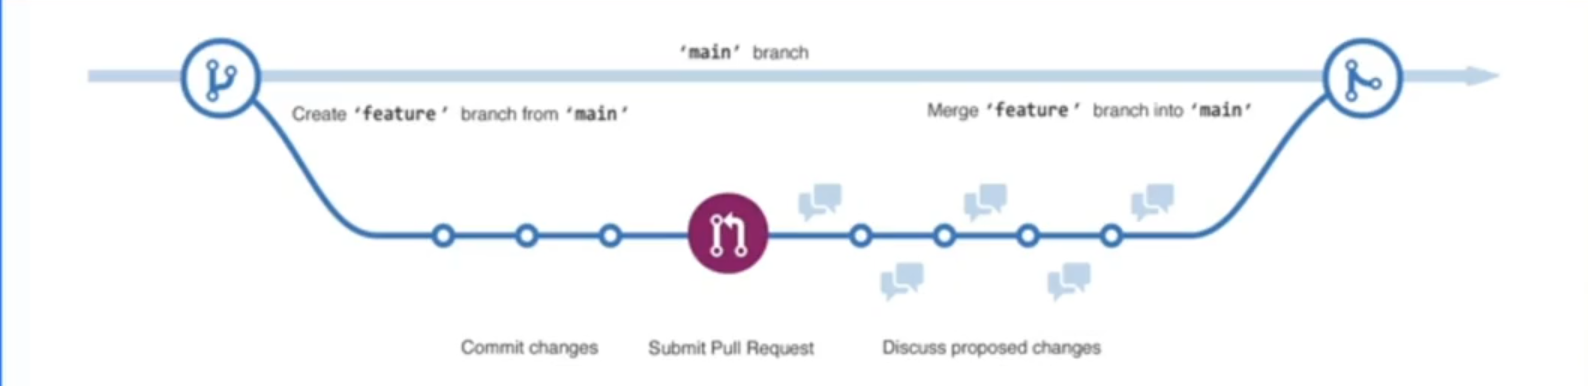 ‘main’ branch
Create ‘feature’ branch from ‘main’
Merge ‘feature’ branch into ‘main’
Commit changes
Submit Pull Request
Discuss proposed changes